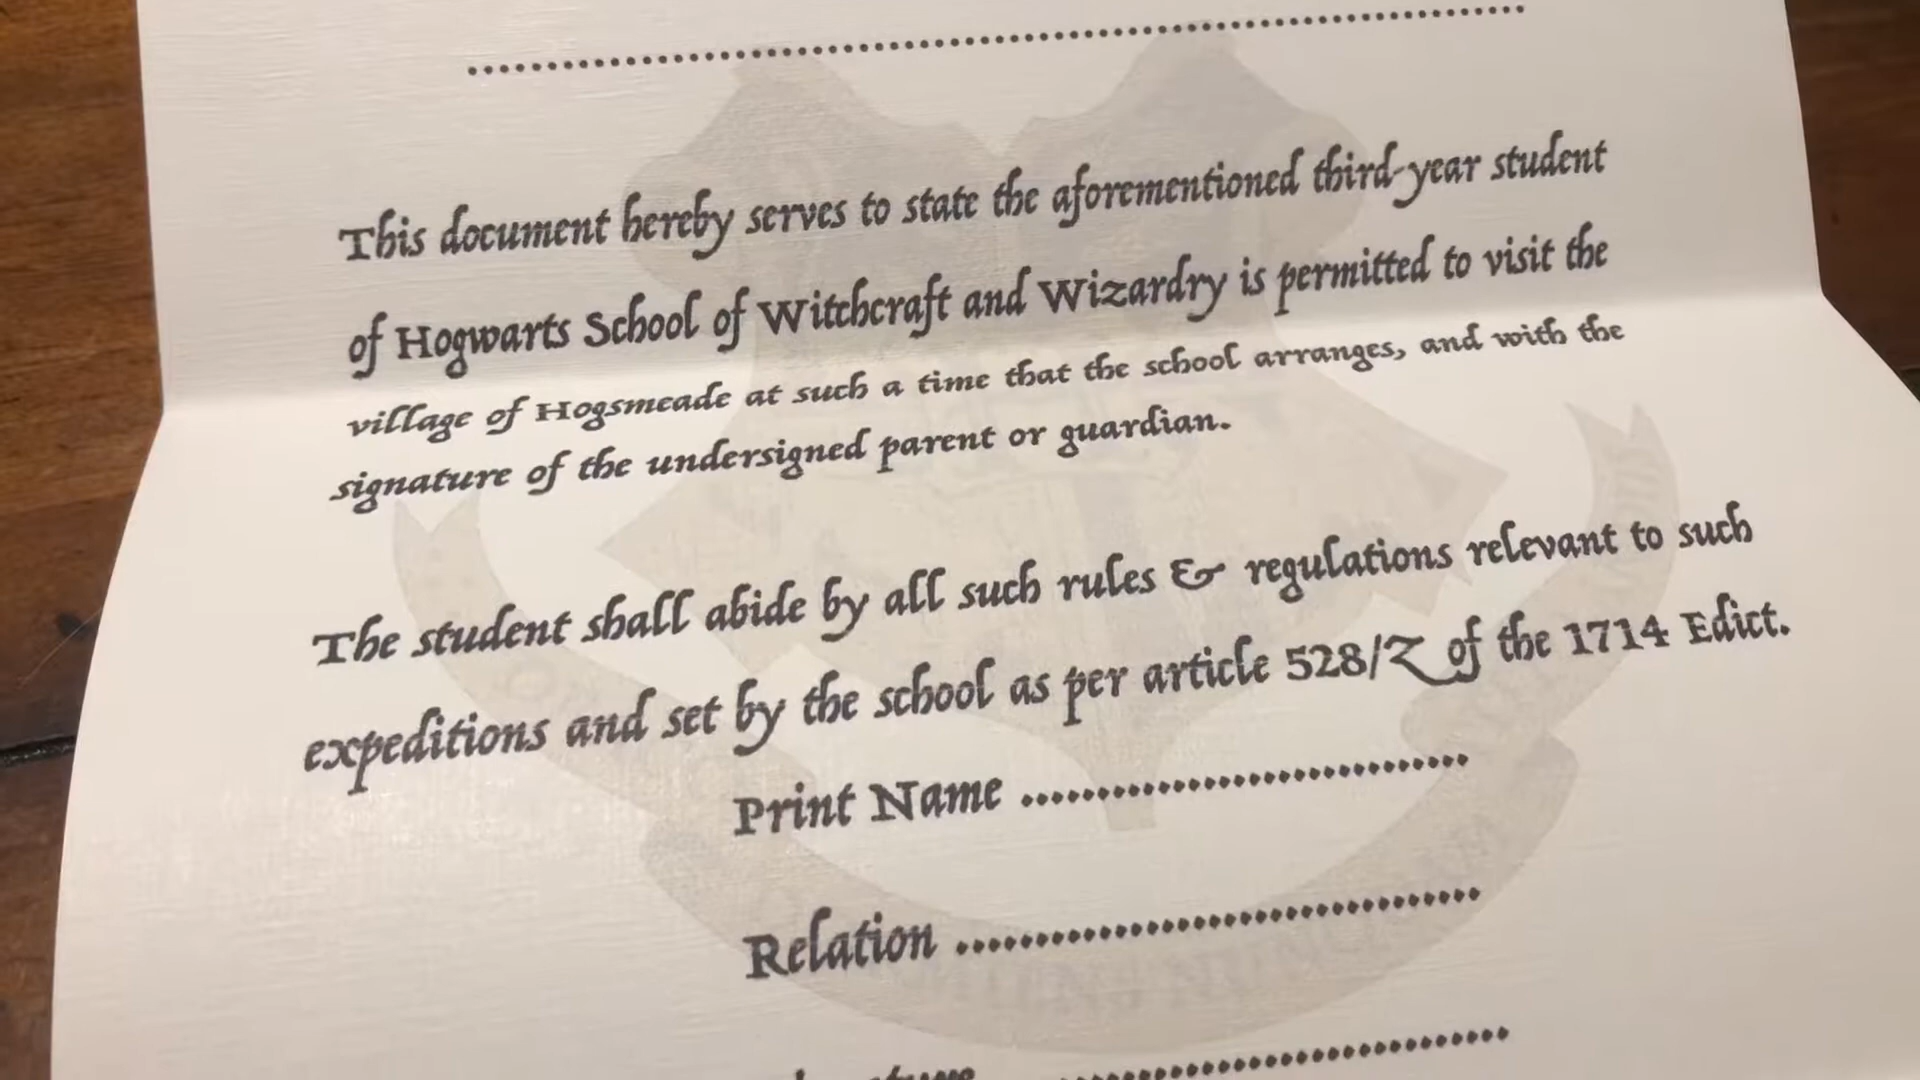 This document hereby serves to state the aforementioned third-year student
of Hogwarts School of Witchcraft and Wizardry is permitted to visit the
village of Hogsmeade at such a time that the school arranges, and with the
signature of the undersigned parent or guardian.
The student shall abide by all such rules & regulations relevant to such
expeditions and set by the school as per article 528/Z of the 1714 Edict.
Print Name ..................................
Relation ......................................